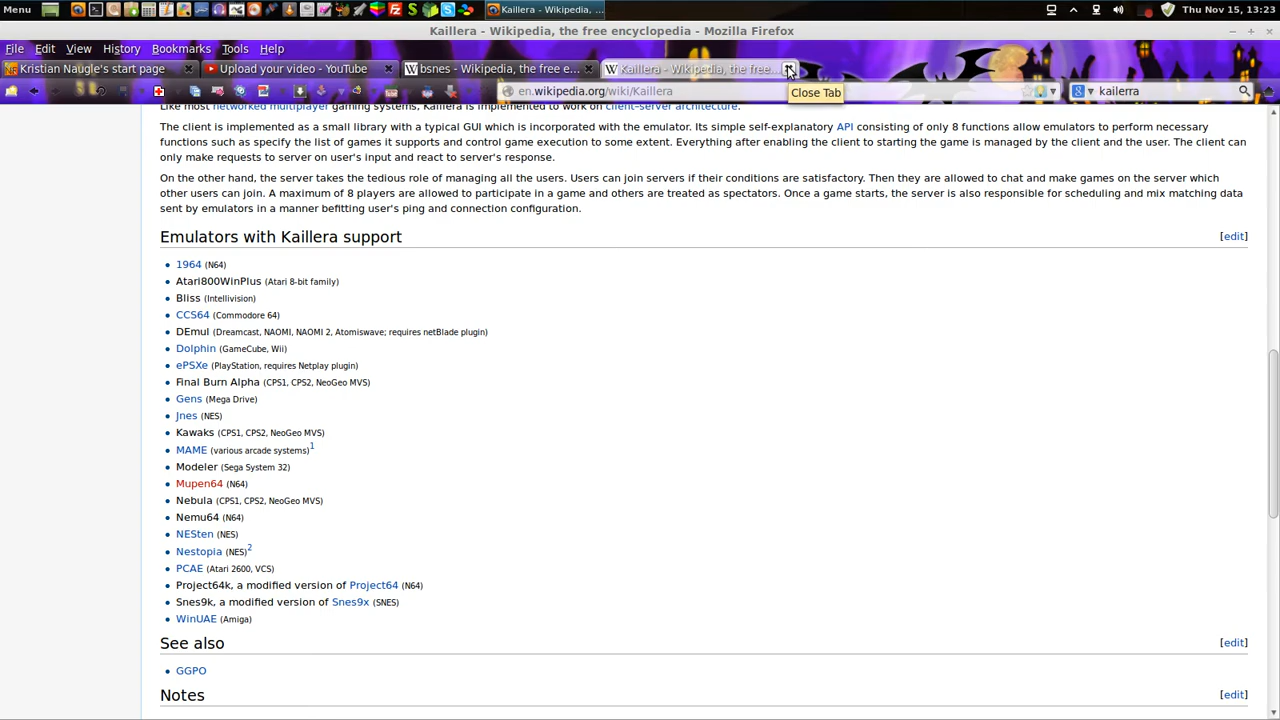 Menu
Kaillera - Wikipedia, ...
Thu Nov 15, 13:23
Kaillera - Wikipedia, the free encyclopedia - Mozilla Firefox
File Edit View History Bookmarks Tools Help
Kristian Naugle's start page
Upload your video - YouTube
bsnes - Wikipedia, the free e...
Kaillera - Wikipedia, the free...
en.wikipedia.org/wiki/Kaillera
kailerra
Close Tab
Like most networked multiplayer gaming systems, Kaillera is implemented to work on client–server architecture.
The client is implemented as a small library with a typical GUI which is incorporated with the emulator. Its simple self-explanatory API consisting of only 8 functions allow emulators to perform necessary
functions such as specify the list of games it supports and control game execution to some extent. Everything after enabling the client to starting the game is managed by the client and the user. The client can
only make requests to server on user's input and react to server's response.
On the other hand, the server takes the tedious role of managing all the users. Users can join servers if their conditions are satisfactory. Then they are allowed to chat and make games on the server which
other users can join. A maximum of 8 players are allowed to participate in a game and others are treated as spectators. Once a game starts, the server is also responsible for scheduling and mix matching data
sent by emulators in a manner befitting user's ping and connection configuration.
Emulators with Kaillera support [edit]
1964 (N64)
Atari800WinPlus (Atari 8-bit family)
Bliss (Intellivision)
CCS64 (Commodore 64)
DEmul (Dreamcast, NAOMI, NAOMI 2, Atomiswave; requires netBlade plugin)
Dolphin (GameCube, Wii)
ePSXe (PlayStation, requires Netplay plugin)
Final Burn Alpha (CPS1, CPS2, NeoGeo MVS)
Gens (Mega Drive)
Jnes (NES)
Kawaks (CPS1, CPS2, NeoGeo MVS)
MAME (various arcade systems)1
Modeler (Sega System 32)
Mupen64 (N64)
Nebula (CPS1, CPS2, NeoGeo MVS)
Nemu64 (N64)
NESten (NES)
Nestopia (NES)2
PCAE (Atari 2600, VCS)
Project64k, a modified version of Project64 (N64)
Snes9k, a modified version of Snes9x (SNES)
WinUAE (Amiga)
See also [edit]
GGPO
Notes [edit]